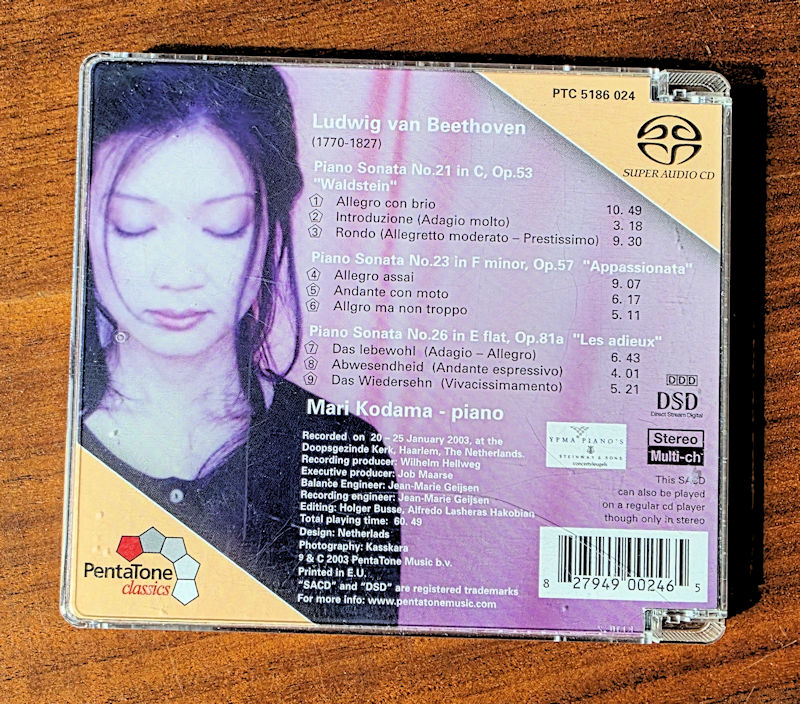 PTC 5186 024
SUPER AUDIO CD
Ludwig van Beethoven
(1770-1827)
Piano Sonata No.21 in C, Op.53
"Waldstein"
1 Allegro con brio 10. 49
2 Introduzione (Adagio molto) 3. 18
3 Rondo (Allegretto moderato – Prestissimo) 9. 30
Piano Sonata No.23 in F minor, Op.57 "Appassionata"
4 Allegro assai 9. 07
5 Andante con moto 6. 17
6 Allgro ma non troppo 5. 11
Piano Sonata No.26 in E flat, Op.81a "Les adieux"
7 Das lebewohl (Adagio – Allegro) 6. 43
8 Abwesendheid (Andante espressivo) 4. 01
9 Das Wiedersehn (Vivacissimamento) 5. 21
Mari Kodama - piano
Recorded on 20 – 25 January 2003, at the
Doopsgezinde Kerk, Haarlem, The Netherlands.
Recording producer: Wilhelm Hellweg
Executive producer: Job Maarse
Balance Engineer: Jean-Marie Geijsen
Recording engineer: Jean-Marie Geijsen
Editing: Holger Busse, Alfredo Lasheras Hakobian
Total playing time: 60. 49
Design: Netherlads
Photography: Kasskara
9 & C 2003 PentaTone Music b.v.
Printed in E.U.
"SACD" and "DSD" are registered trademarks
For more info: www.pentatonemusic.com
DDD
DSD
Direct Stream Digital
YPMA PIANO'S
STEINWAY & SONS
concertvleugels
Stereo
Multi-ch
This SACD
can also be played
on a regular cd player
though only in stereo
8 27949 00246 5
PentaTone
classics